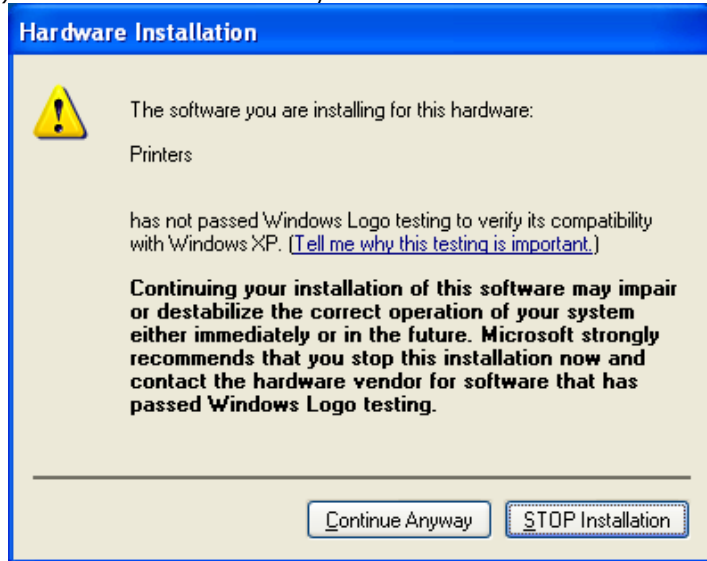 Hardware Installation
The software you are installing for this hardware:
Printers
has not passed Windows Logo testing to verify its compatibility
with Windows XP. (Tell me why this testing is important.)
Continuing your installation of this software may impair
or destabilize the correct operation of your system
either immediately or in the future. Microsoft strongly
recommends that you stop this installation now and
contact the hardware vendor for software that has
passed Windows Logo testing.
Continue Anyway
STOP Installation